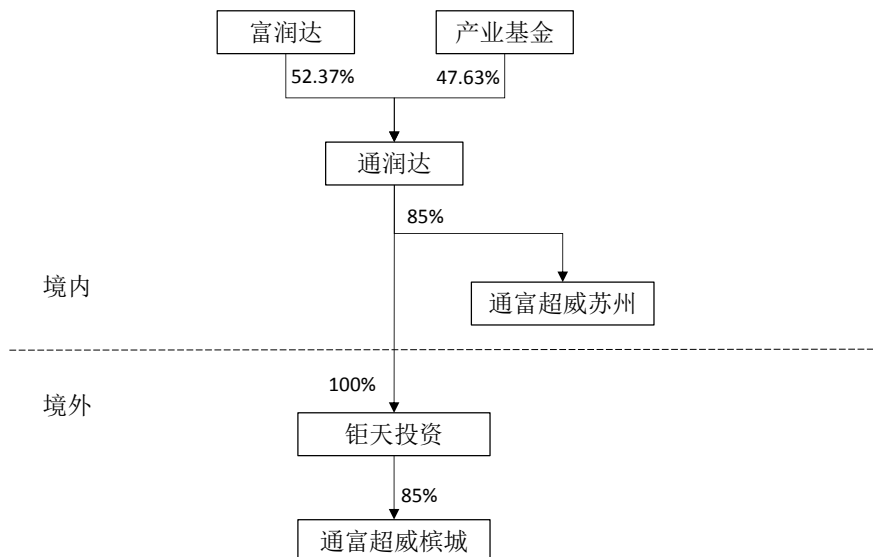 富润达
产业基金
52.37%
47.63%
通润达
85%
境内
通富超威苏州
境外
100%
钜天投资
85%
通富超威槟城